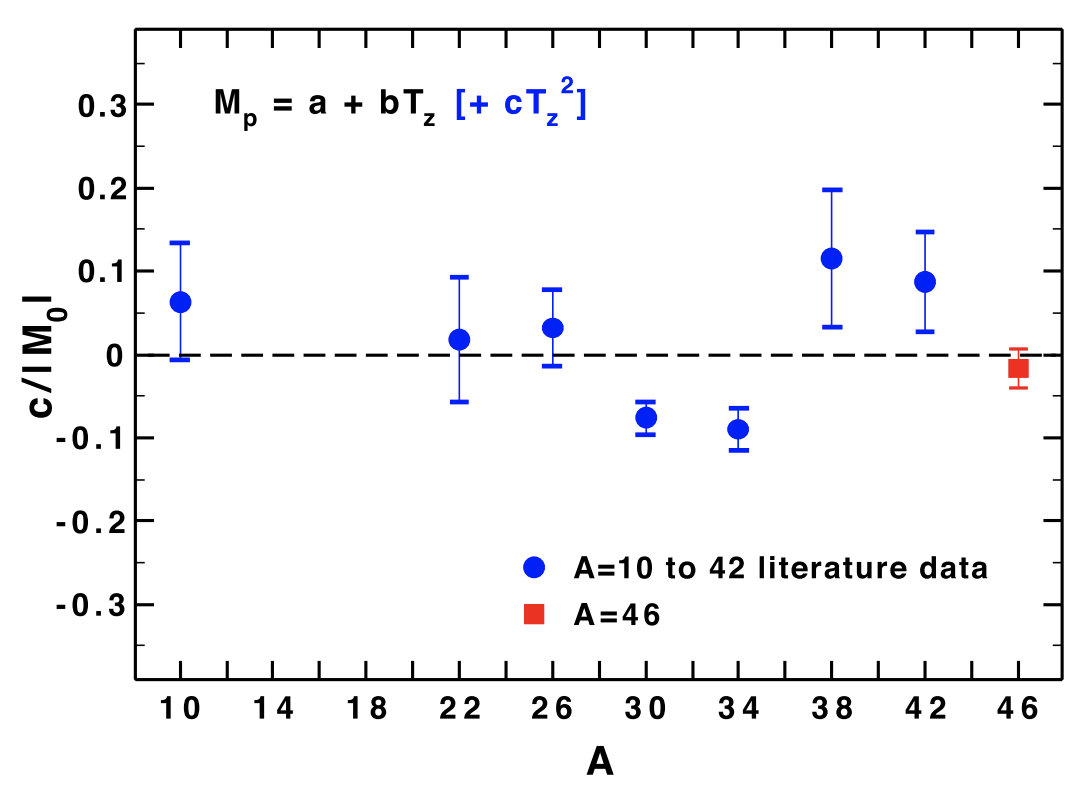 M_p = a + bT_z [+ cT_z^2]
0.3
0.2
0.1
0
-0.1
-0.2
-0.3
c/|M_0|
A=10 to 42 literature data
A=46
10 14 18 22 26 30 34 38 42 46
A